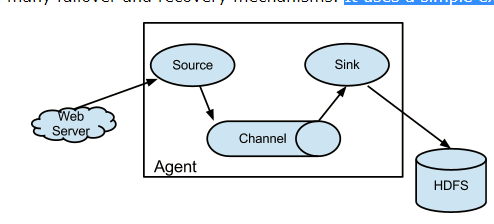 many failover and recovery mechanisms. It uses a simple ex
Source
Sink
Web
Server
Channel
Agent
HDFS